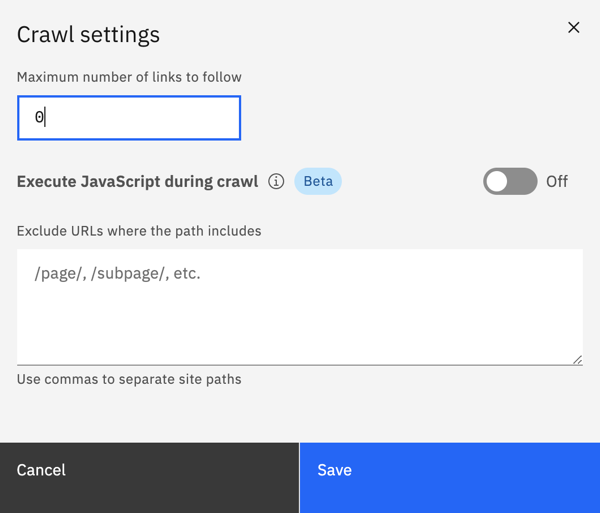 Crawl settings
Maximum number of links to follow
0
Execute JavaScript during crawl Beta Off
Exclude URLs where the path includes
/page/, /subpage/, etc.
Use commas to separate site paths
Cancel Save